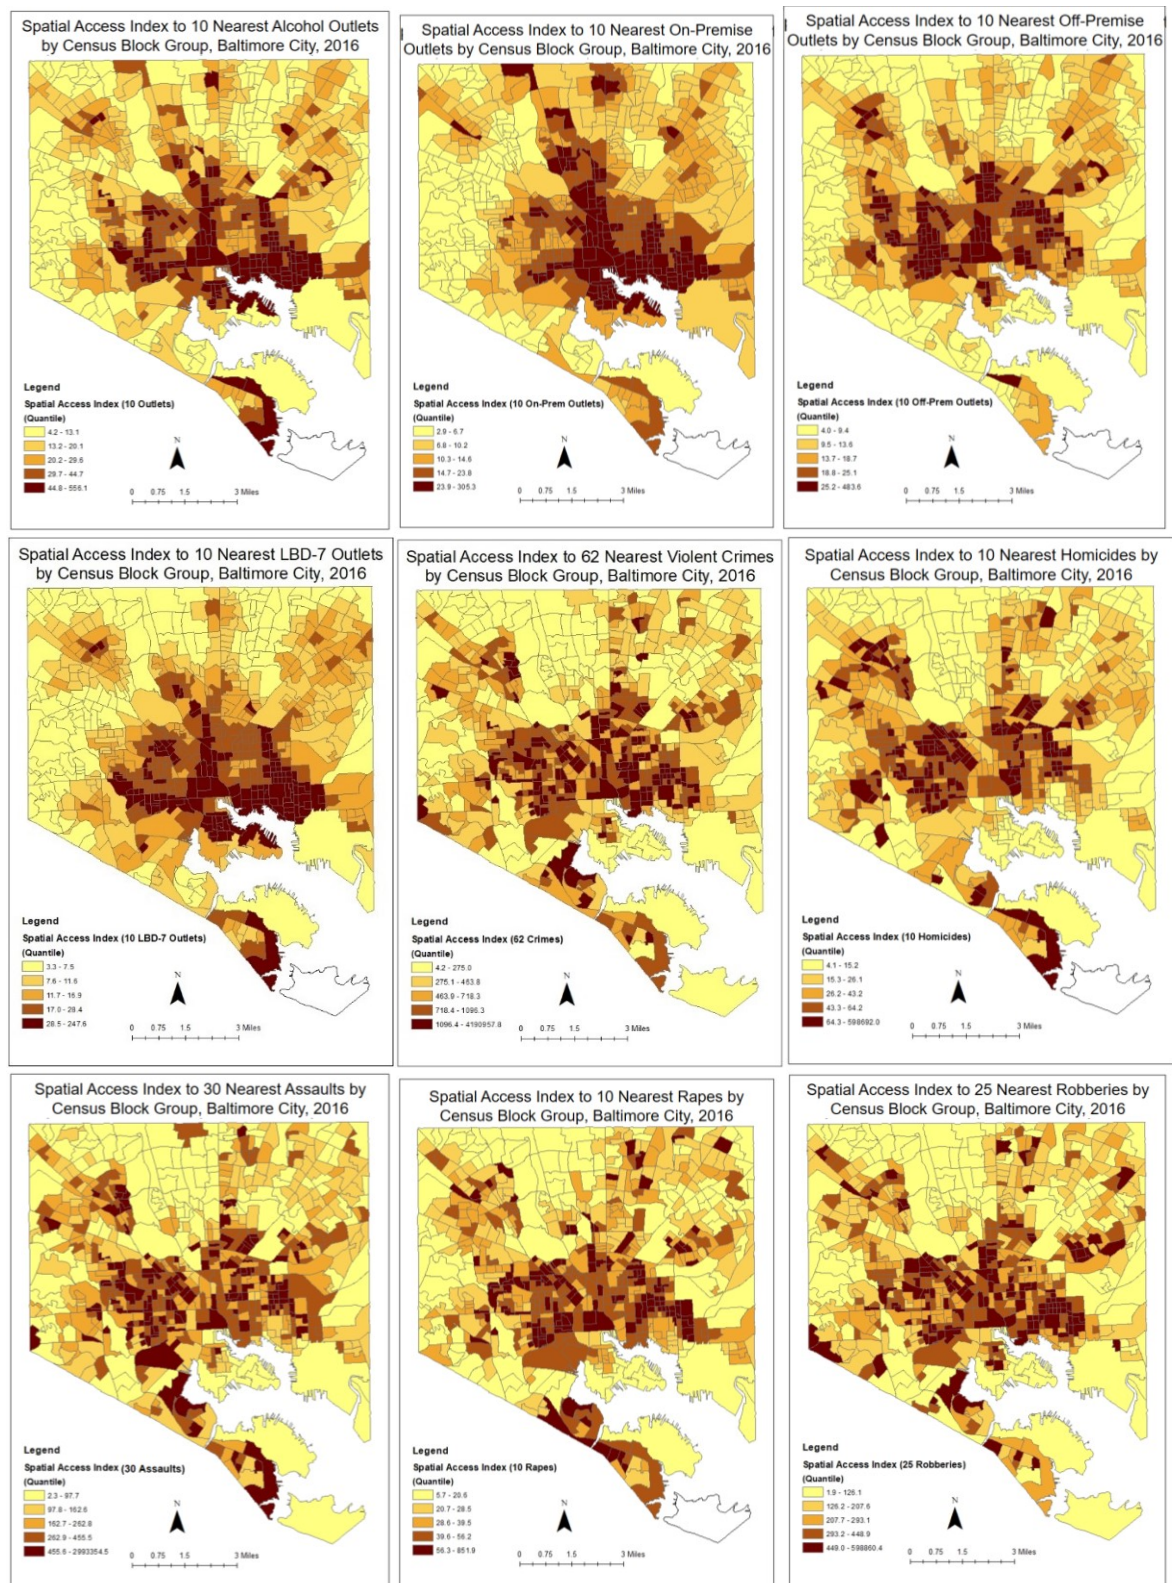 Spatial Access Index to 10 Nearest Alcohol Outlets
by Census Block Group, Baltimore City, 2016
Legend
Spatial Access Index (10 Outlets)
(Quantile)
4.2 - 13.1
13.2 - 20.1
20.2 - 29.6
29.7 - 44.7
44.8 - 556.1
N
0 0.75 1.5 3 Miles
Spatial Access Index to 10 Nearest On-Premise
Outlets by Census Block Group, Baltimore City, 2016
Legend
Spatial Access Index (10 On-Prem Outlets)
(Quantile)
2.9 - 6.7
6.8 - 10.2
10.3 - 14.6
14.7 - 23.8
23.9 - 305.3
N
0 0.75 1.5 3 Miles
Spatial Access Index to 10 Nearest Off-Premise
Outlets by Census Block Group, Baltimore City, 2016
Legend
Spatial Access Index (10 Off-Prem Outlets)
(Quantile)
4.0 - 9.4
9.5 - 13.6
13.7 - 18.7
18.8 - 25.1
25.2 - 483.6
N
0 0.75 1.5 3 Miles
Spatial Access Index to 10 Nearest LBD-7 Outlets
by Census Block Group, Baltimore City, 2016
Legend
Spatial Access Index (10 LBD-7 Outlets)
(Quantile)
3.3 - 7.5
7.6 - 11.6
11.7 - 16.9
17.0 - 28.4
28.5 - 247.6
N
0 0.75 1.5 3 Miles
Spatial Access Index to 62 Nearest Violent Crimes
by Census Block Group, Baltimore City, 2016
Legend
Spatial Access Index (62 Crimes)
(Quantile)
4.2 - 275.0
275.1 - 463.8
463.9 - 718.3
718.4 - 1096.3
1096.4 - 4190957.8
N
0 0.75 1.5 3 Miles
Spatial Access Index to 10 Nearest Homicides by
Census Block Group, Baltimore City, 2016
Legend
Spatial Access Index (10 Homicides)
(Quantile)
4.1 - 15.2
15.3 - 26.1
26.2 - 43.2
43.3 - 64.2
64.3 - 598692.0
N
0 0.75 1.5 3 Miles
Spatial Access Index to 30 Nearest Assaults by
Census Block Group, Baltimore City, 2016
Legend
Spatial Access Index (30 Assaults)
(Quantile)
2.3 - 97.7
97.8 - 162.6
162.7 - 262.8
262.9 - 455.5
455.6 - 2993354.5
N
0 0.75 1.5 3 Miles
Spatial Access Index to 10 Nearest Rapes by
Census Block Group, Baltimore City, 2016
Legend
Spatial Access Index (10 Rapes)
(Quantile)
5.7 - 20.6
20.7 - 28.5
28.6 - 39.5
39.6 - 56.2
56.3 - 851.9
N
0 0.75 1.5 3 Miles
Spatial Access Index to 25 Nearest Robberies by
Census Block Group, Baltimore City, 2016
Legend
Spatial Access Index (25 Robberies)
(Quantile)
1.9 - 126.1
126.2 - 207.6
207.7 - 293.1
293.2 - 448.9
449.0 - 598860.4
N
0 0.75 1.5 3 Miles